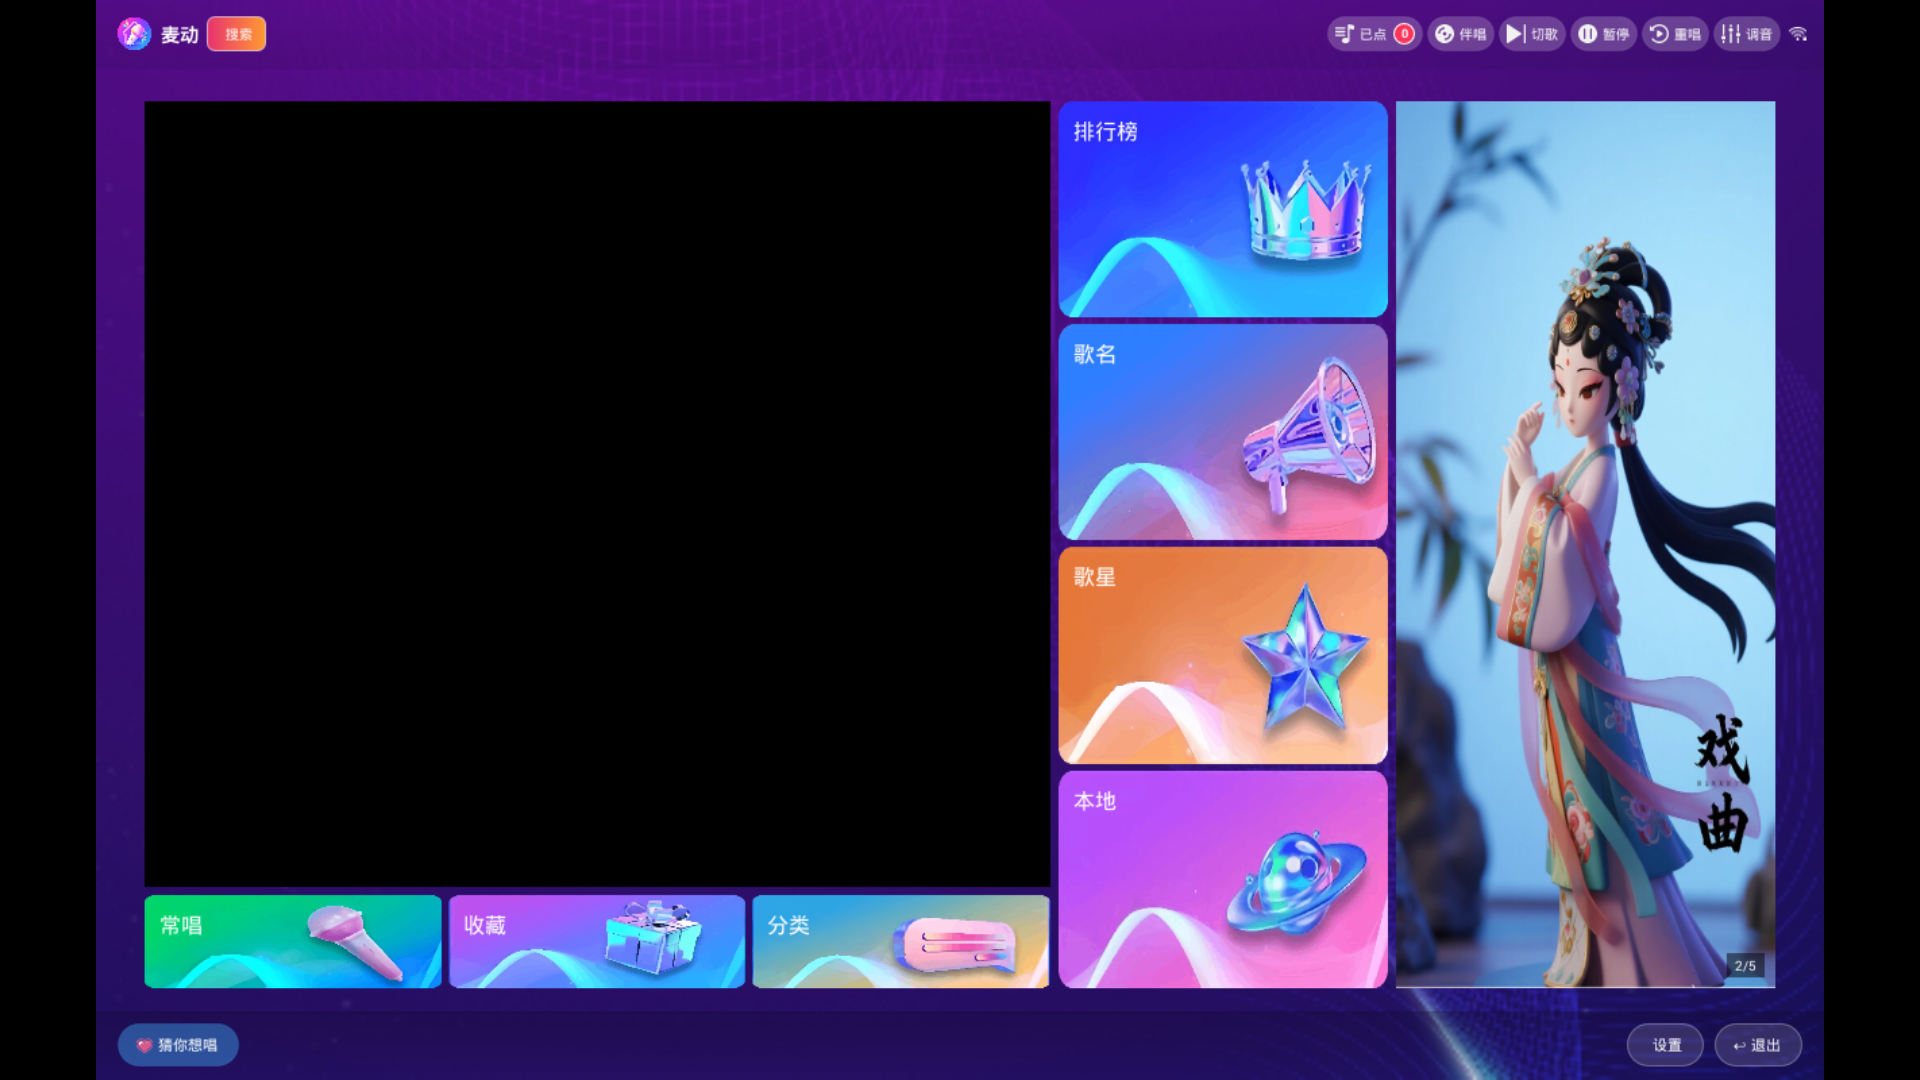 麦动
搜索
已点 0
伴唱
切歌
暂停
重唱
调音
排行榜
歌名
歌星
本地
常唱
收藏
分类
戏
曲
2/5
猜你想唱
设置
退出